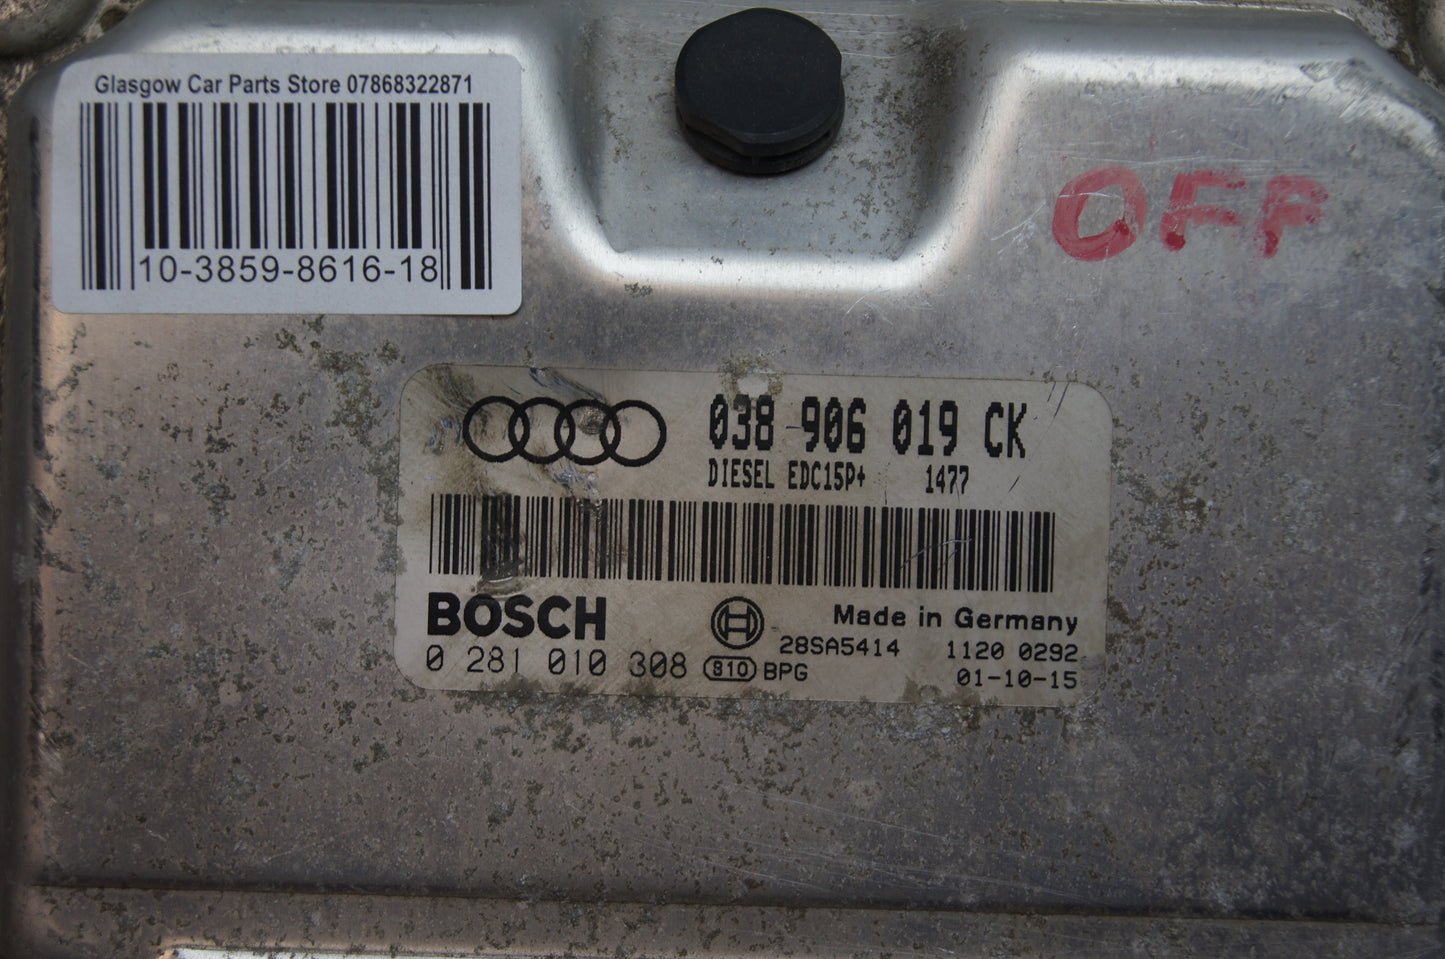 Glasgow Car Parts Store 07868322871
10-3859-8616-18
OFF
038 906 019 CK
DIESEL EDC15P+ 1477
BOSCH
Made in Germany
28SA5414 1120 0292
0 281 010 308 810 BPG
01-10-15